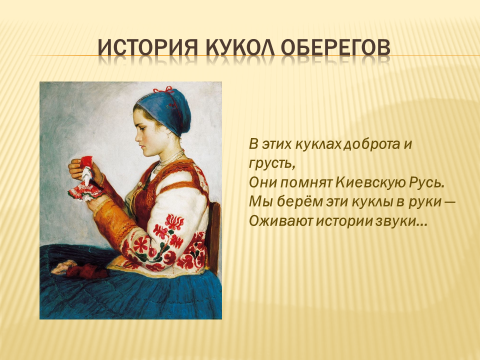 ИСТОРИЯ КУКОЛ ОБЕРЕГОВ
В этих куклах доброта и
грусть,
Они помнят Киевскую Русь.
Мы берём эти куклы в руки —
Оживают истории звуки...